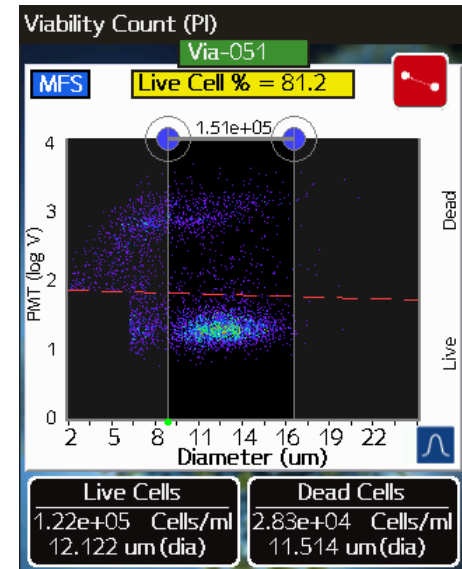 Viability Count (PI)
Via-051
MFS
Live Cell % = 81.2
1.51e+05
4
3
2
1
0
PMT (log V)
Dead
Live
2 5 8 11 14 16 19 22
Diameter (um)
Live Cells
1.22e+05 Cells/ml
12.122 um (dia)
Dead Cells
2.83e+04 Cells/ml
11.514 um (dia)